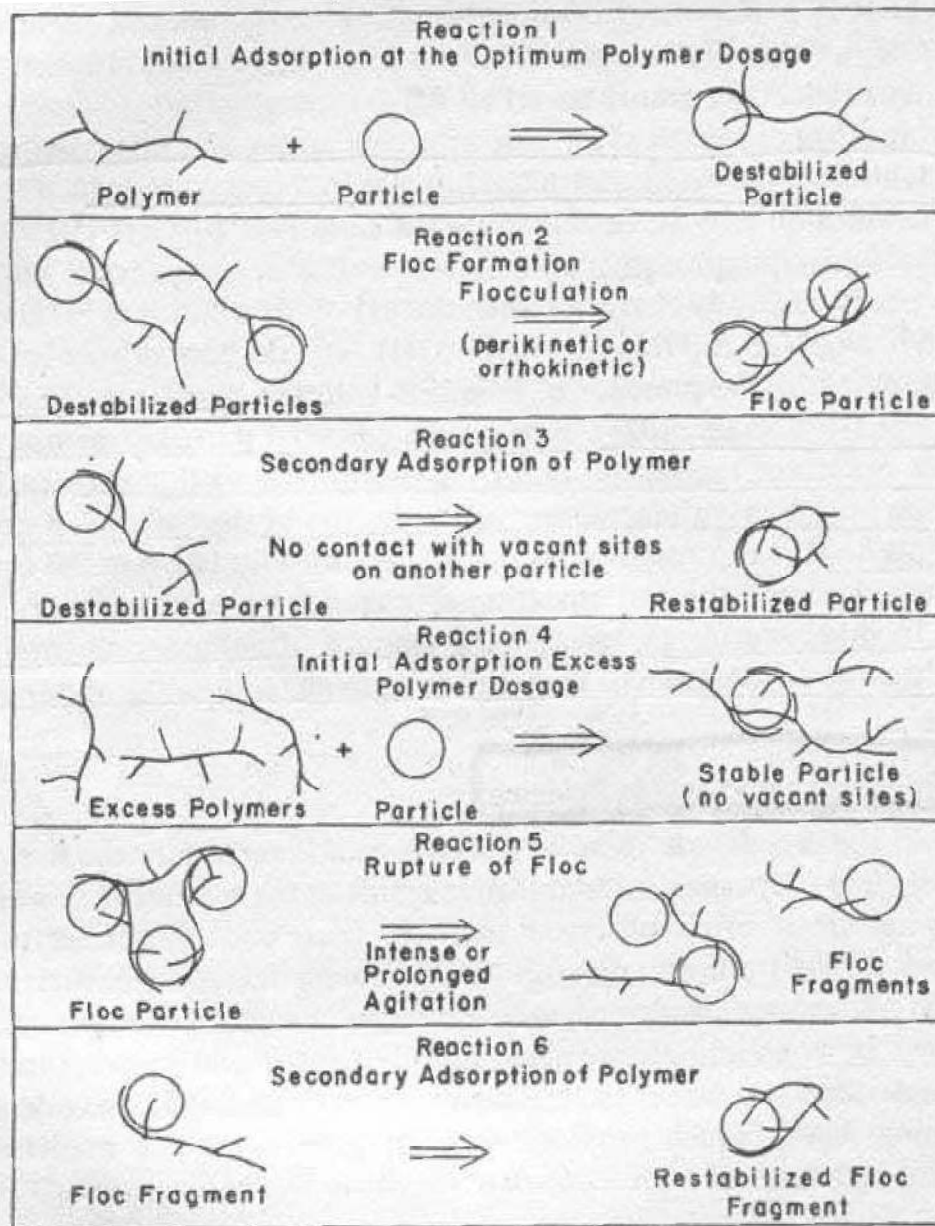 Reaction 1
Initial Adsorption at the Optimum Polymer Dosage
+
Polymer
Particle
Destabilized
Particle
Reaction 2
Floc Formation
Flocculation
(perikinetic or
orthokinetic)
Destabilized Particles
Floc Particle
Reaction 3
Secondary Adsorption of Polymer
No contact with vacant sites
on another particle
Destabilized Particle
Restabilized Particle
Reaction 4
Initial Adsorption Excess
Polymer Dosage
+
Excess Polymers
Particle
Stable Particle
(no vacant sites)
Reaction 5
Rupture of Floc
Intense or
Prolonged
Agitation
Floc Particle
Floc
Fragments
Reaction 6
Secondary Adsorption of Polymer
Floc Fragment
Restabilized Floc
Fragment